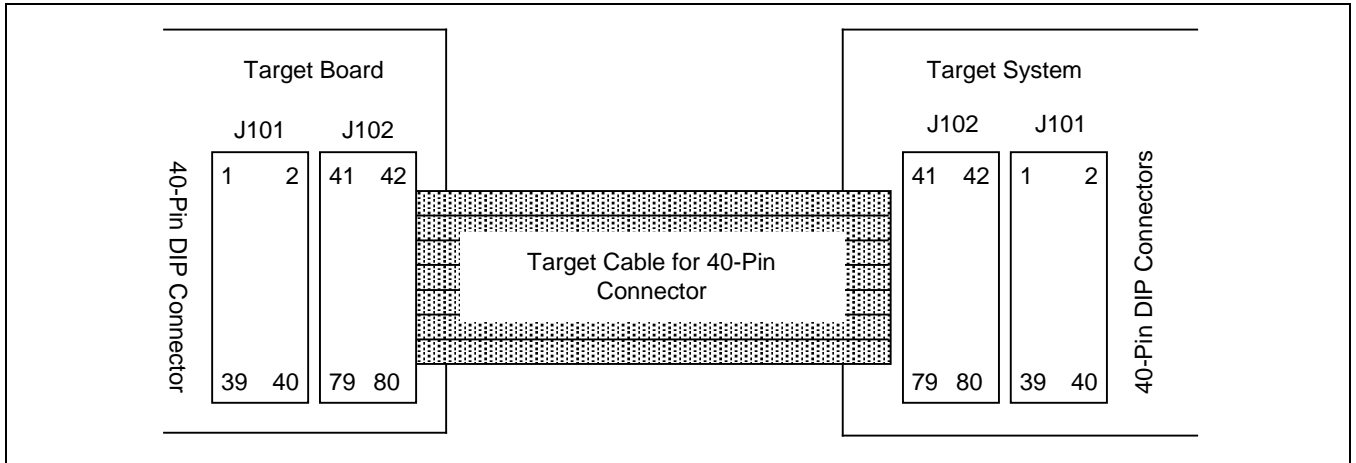 Target Board
J101 J102
40-Pin DIP Connector
1 2 41 42
39 40 79 80
Target Cable for 40-Pin
Connector
Target System
J102 J101
41 42 1 2
79 80 39 40
40-Pin DIP Connectors